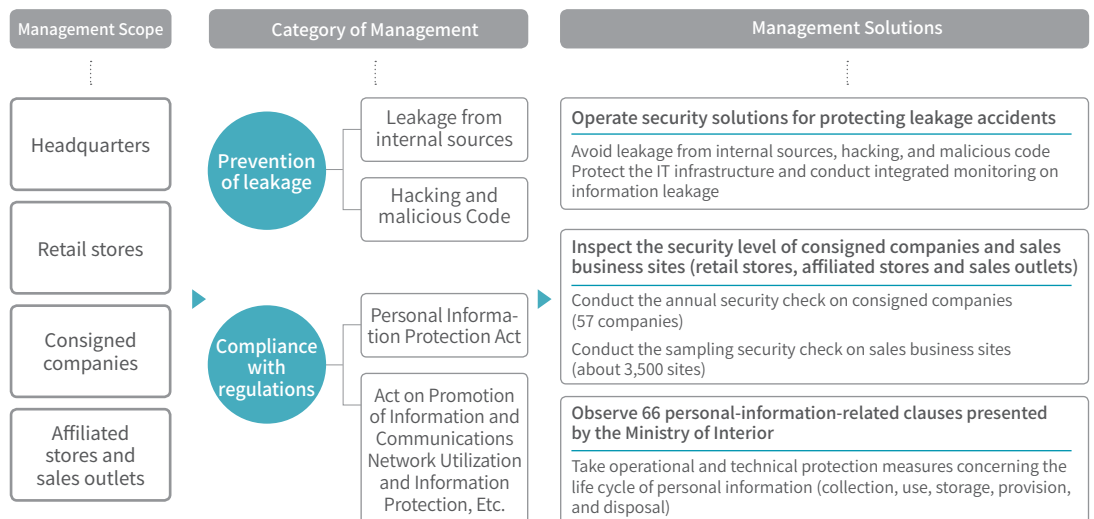 Management Scope
Category of Management
Management Solutions
Headquarters
Retail stores
Consigned
companies
Affiliated
stores and
sales outlets
Prevention
of leakage
Leakage from
internal sources
Hacking and
malicious Code
Compliance
with
regulations
Personal Informa-
tion Protection Act
Act on Promotion
of Information and
Communications
Network Utilization
and Information
Protection, Etc.
Operate security solutions for protecting leakage accidents
Avoid leakage from internal sources, hacking, and malicious code
Protect the IT infrastructure and conduct integrated monitoring on
information leakage
Inspect the security level of consigned companies and sales
business sites (retail stores, affiliated stores and sales outlets)
Conduct the annual security check on consigned companies
(57 companies)
Conduct the sampling security check on sales business sites
(about 3,500 sites)
Observe 66 personal-information-related clauses presented
by the Ministry of Interior
Take operational and technical protection measures concerning the
life cycle of personal information (collection, use, storage, provision,
and disposal)